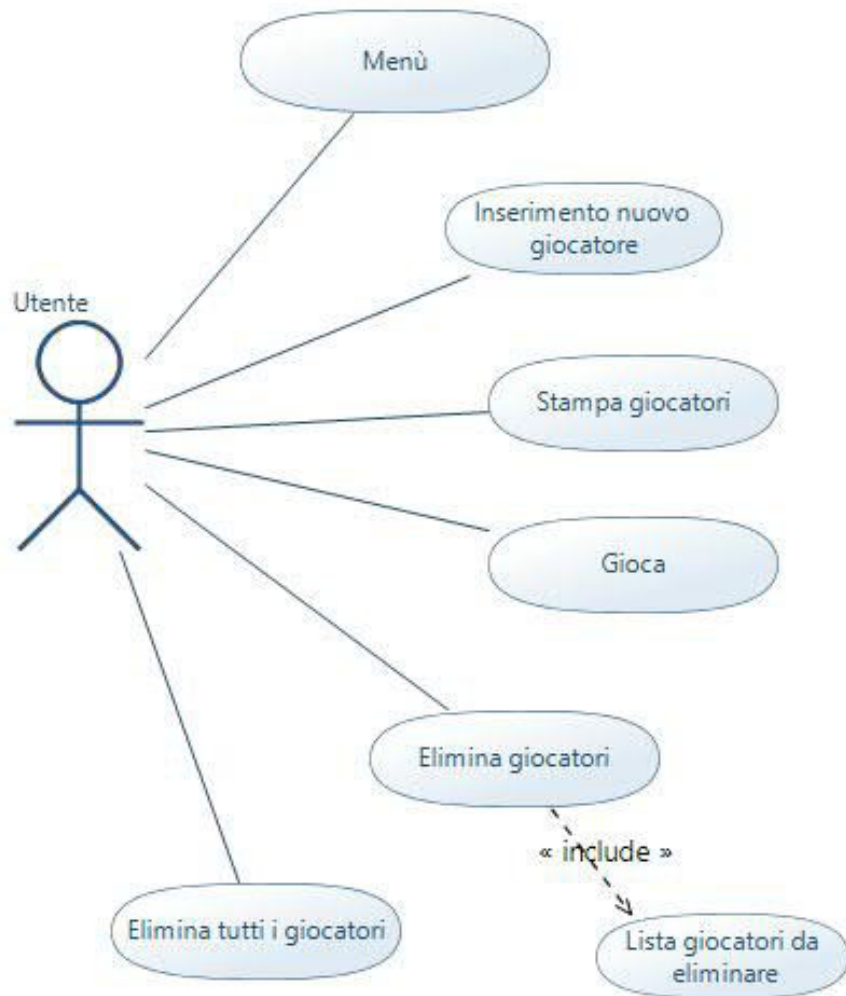 Menù
Inserimento nuovo
giocatore
Utente
Stampa giocatori
Gioca
Elimina giocatori
« include »
Elimina tutti i giocatori
Lista giocatori da
eliminare